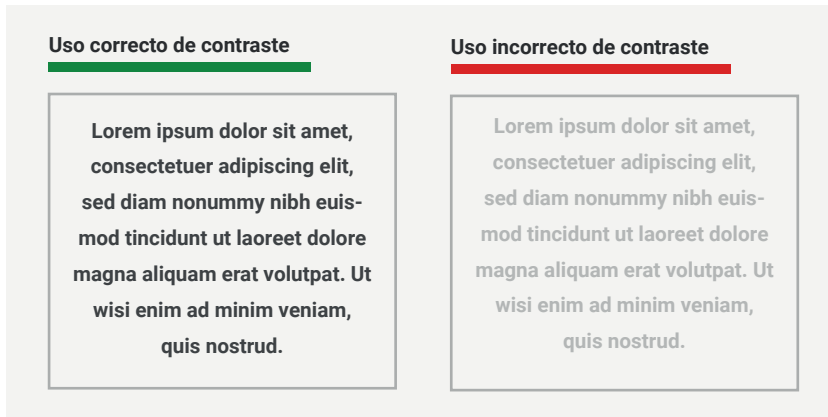 Uso correcto de contraste
Lorem ipsum dolor sit amet,
consectetuer adipiscing elit,
sed diam nonummy nibh euis-
mod tincidunt ut laoreet dolore
magna aliquam erat volutpat. Ut
wisi enim ad minim veniam,
quis nostrud.
Uso incorrecto de contraste
Lorem ipsum dolor sit amet,
consectetuer adipiscing elit,
sed diam nonummy nibh euis-
mod tincidunt ut laoreet dolore
magna aliquam erat volutpat. Ut
wisi enim ad minim veniam,
quis nostrud.